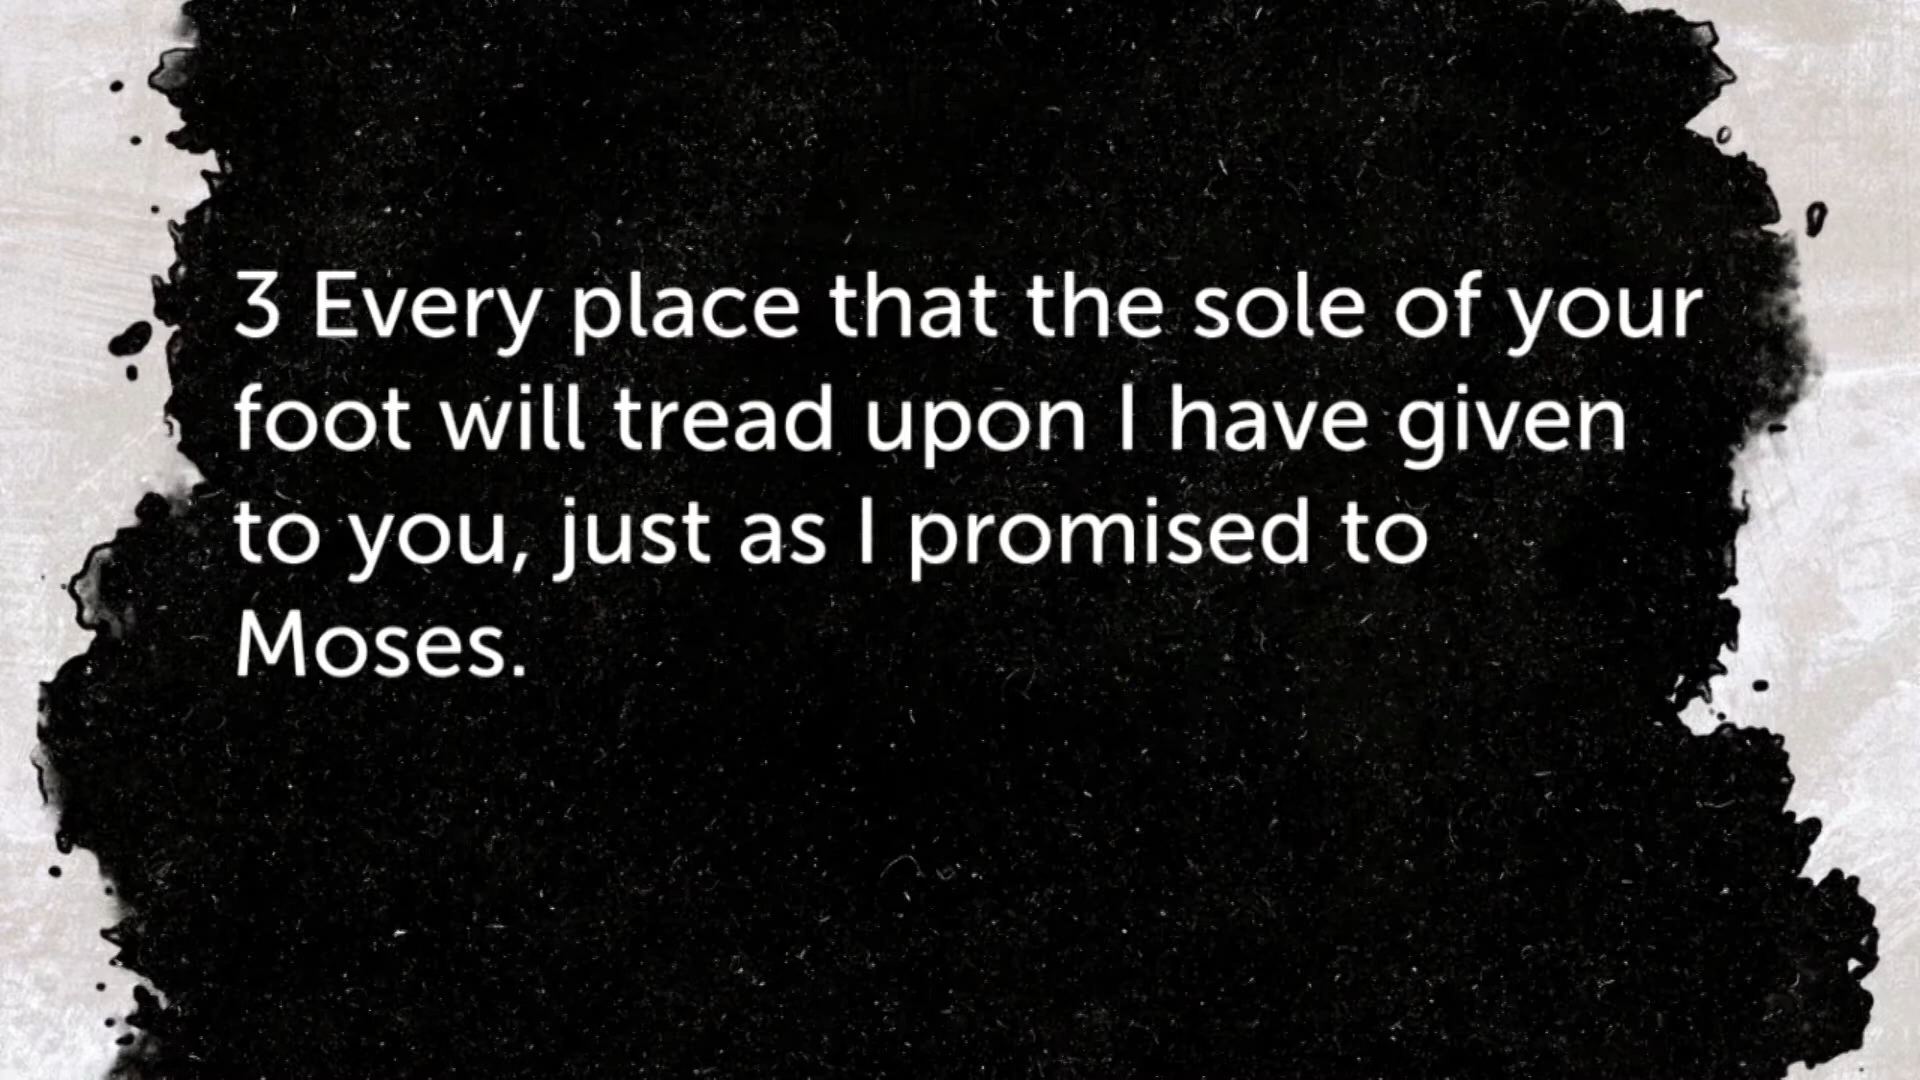 3 Every place that the sole of your
foot will tread upon I have given
to you, just as I promised to
Moses.